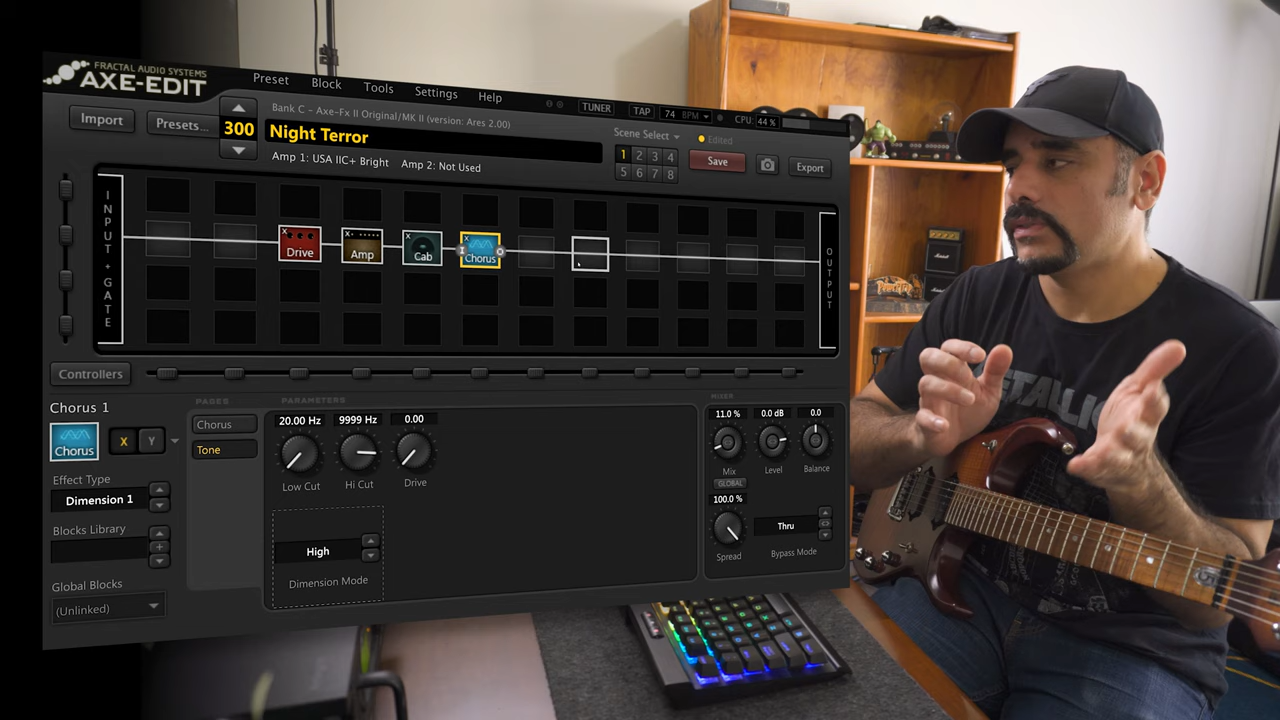 FRACTAL AUDIO SYSTEMS
AXE-EDIT
Preset Block Tools Settings Help
TUNER
TAP 74 BPM
CPU: 44 %
Import
Presets...
300
Bank C – Axe-Fx II Original/MK II (version: Ares 2.00)
Night Terror
Amp 1: USA IIC+ Bright Amp 2: Not Used
Scene Select
1 2 3 4
5 6 7 8
Edited
Save
Export
INPUT + GATE
X Drive
X Amp
X Cab
X Chorus
OUTPUT
Controllers
Chorus 1
Chorus
X Y
Effect Type
Dimension 1
Blocks Library
Global Blocks
(Unlinked)
PAGES
Chorus
Tone
PARAMETERS
20.00 Hz 9999 Hz 0.00
Low Cut Hi Cut Drive
High
Dimension Mode
MIXER
11.0 % 0.0 dB 0.0
Mix Level Balance
GLOBAL
100.0 %
Spread
Thru
Bypass Mode
METALLIC